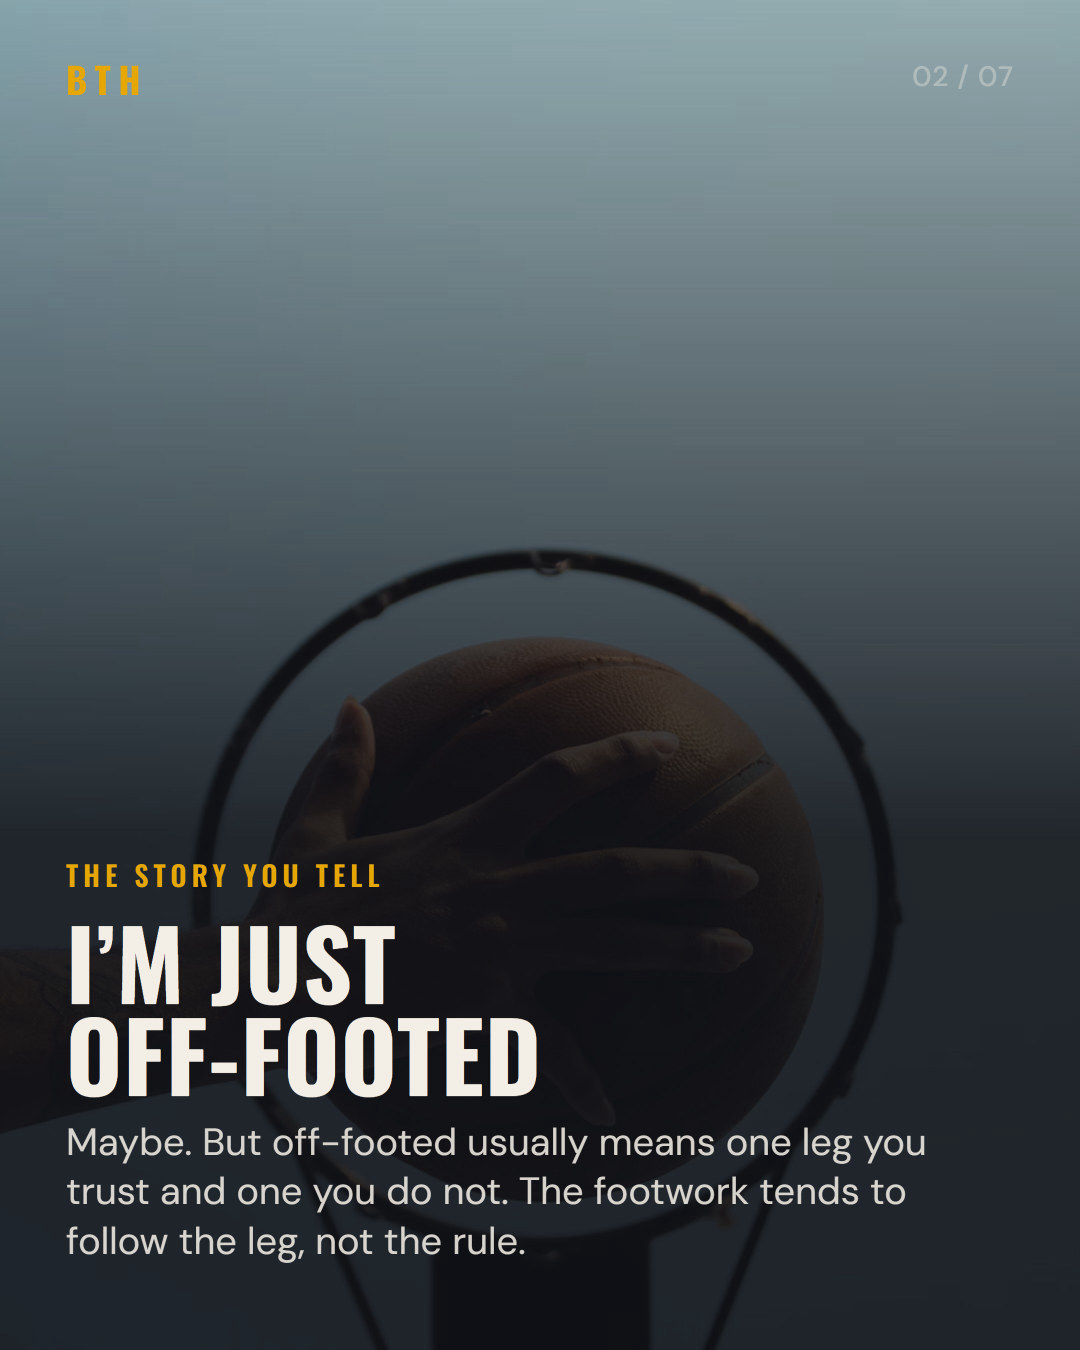 BTH
02 / 07
THE STORY YOU TELL
I’M JUST
OFF-FOOTED
Maybe. But off-footed usually means one leg you
trust and one you do not. The footwork tends to
follow the leg, not the rule.